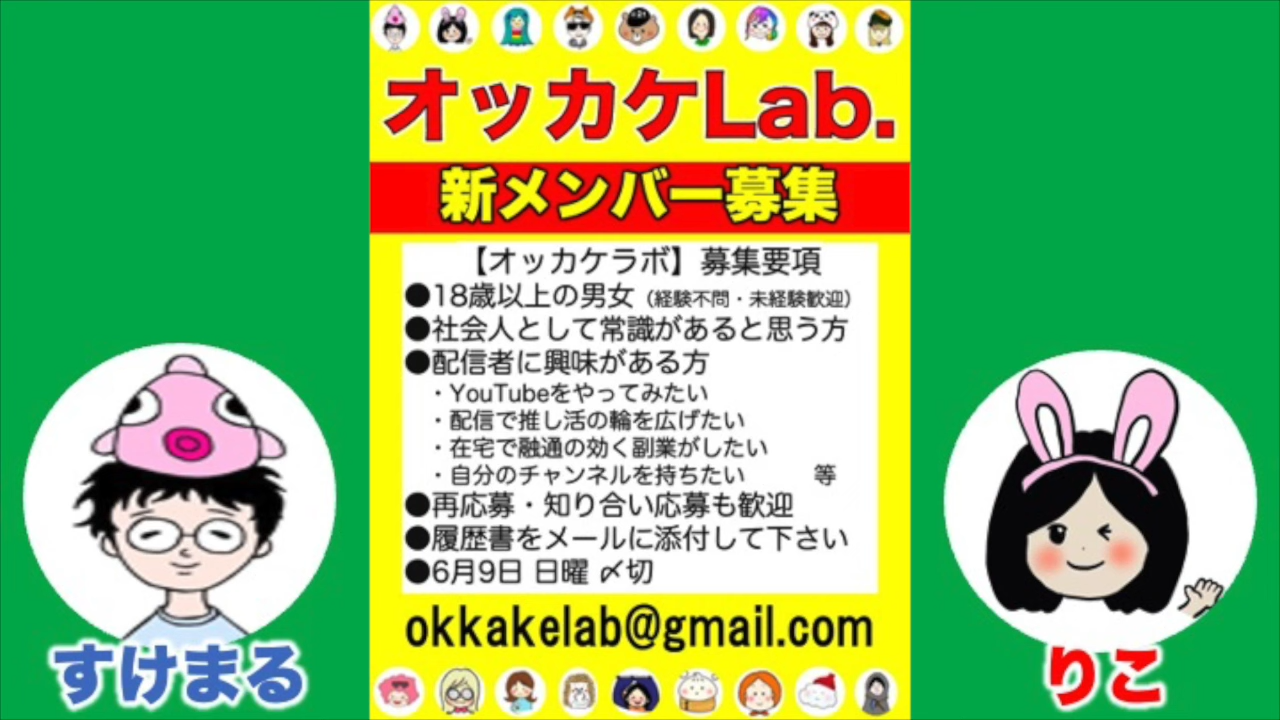 オッカケLab.
新メンバー募集
【オッカケラボ】募集要項
●18歳以上の男女（経験不問・未経験歓迎）
●社会人として常識があると思う方
●配信者に興味がある方
・YouTubeをやってみたい
・配信で推し活の輪を広げたい
・在宅で融通の効く副業がしたい
・自分のチャンネルを持ちたい　　　等
●再応募・知り合い応募も歓迎
●履歴書をメールに添付して下さい
●6月9日 日曜 〆切
okkakelab@gmail.com
すけまる
りこ